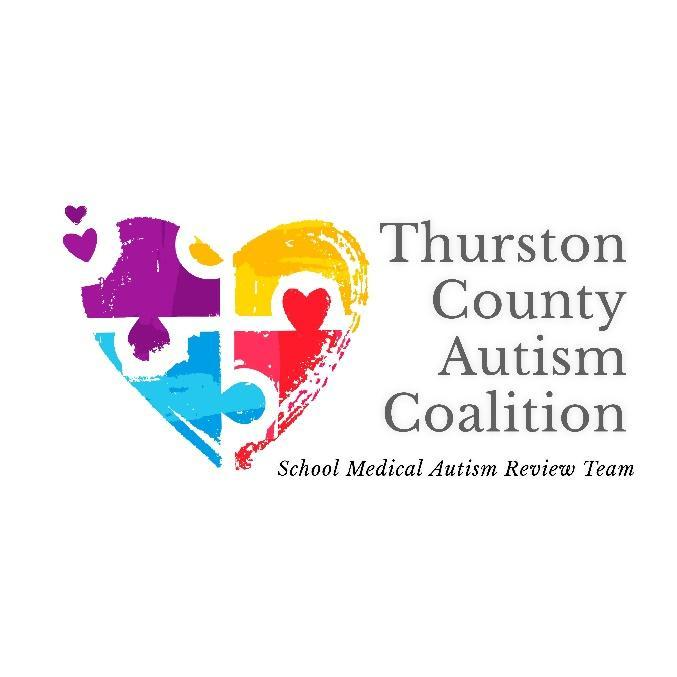 Thurston
County
Autism
Coalition
School Medical Autism Review Team